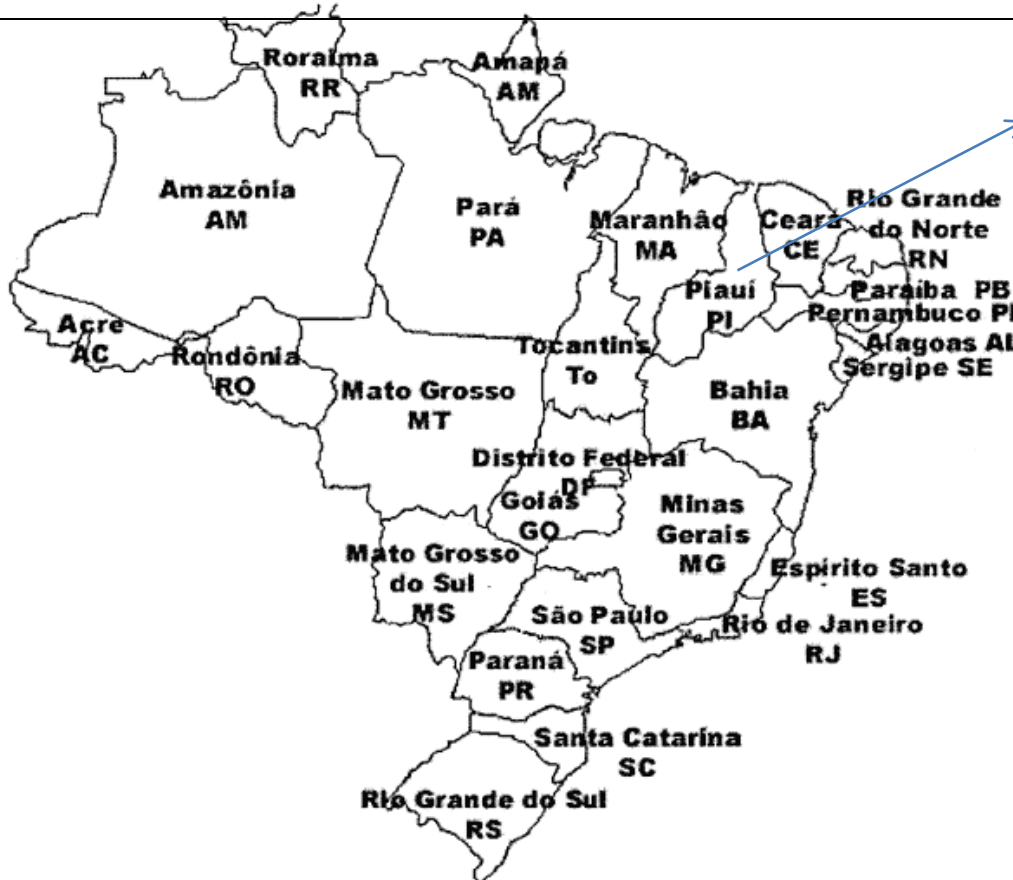 Roraima
RR
Amapá
AM
Amazônia
AM
Pará
PA
Maranhão
MA
Ceará
CE
Rio Grande
do Norte
RN
Piauí
PI
Paraíba PB
Pernambuco PE
Alagoas AL
Sergipe SE
Acre
AC
Rondônia
RO
Tocantins
To
Mato Grosso
MT
Bahia
BA
Distrito Federal
DF
Goiás
GO
Minas
Gerais
MG
Mato Grosso
do Sul
MS
Espírito Santo
ES
São Paulo
SP
Rio de Janeiro
RJ
Paraná
PR
Santa Catarina
SC
Rio Grande do Sul
RS